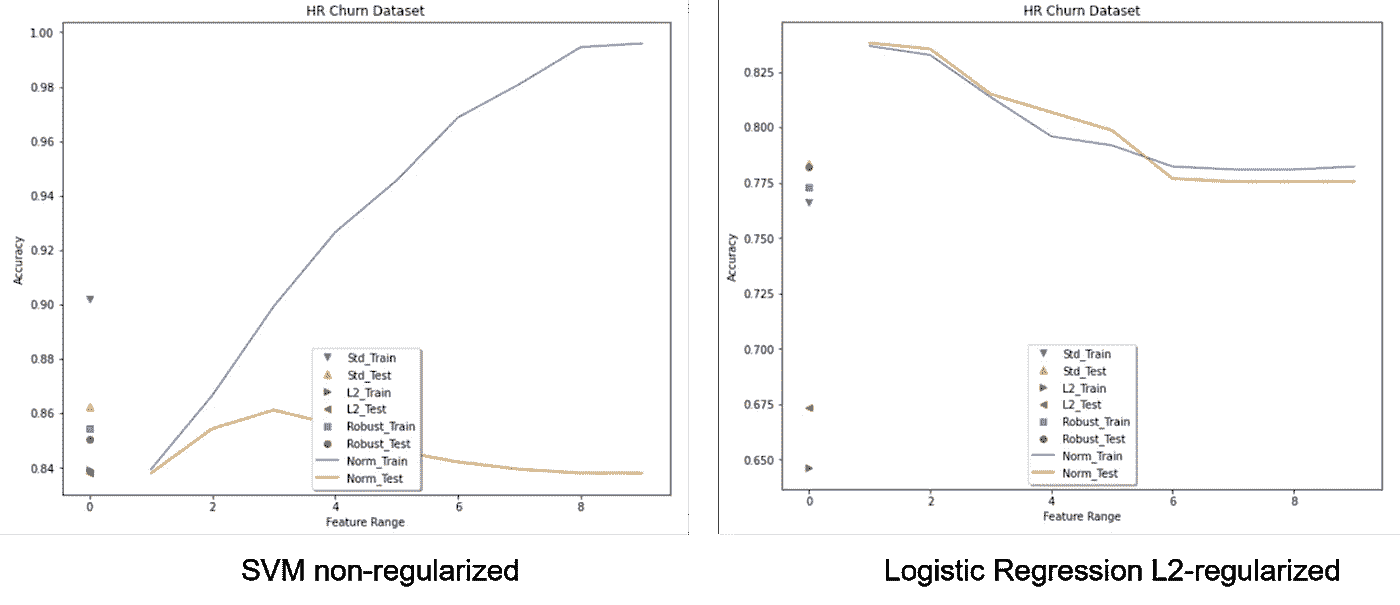 HR Churn Dataset
1.00
0.98
0.96
0.94
0.92
0.90
0.88
0.86
0.84
Accuracy
Std_Train
Std_Test
L2_Train
L2_Test
Robust_Train
Robust_Test
Norm_Train
Norm_Test
0 2 4 6 8
Feature Range
SVM non-regularized
HR Churn Dataset
0.825
0.800
0.775
0.750
0.725
0.700
0.675
0.650
Accuracy
Std_Train
Std_Test
L2_Train
L2_Test
Robust_Train
Robust_Test
Norm_Train
Norm_Test
0 2 4 6 8
Feature Range
Logistic Regression L2-regularized